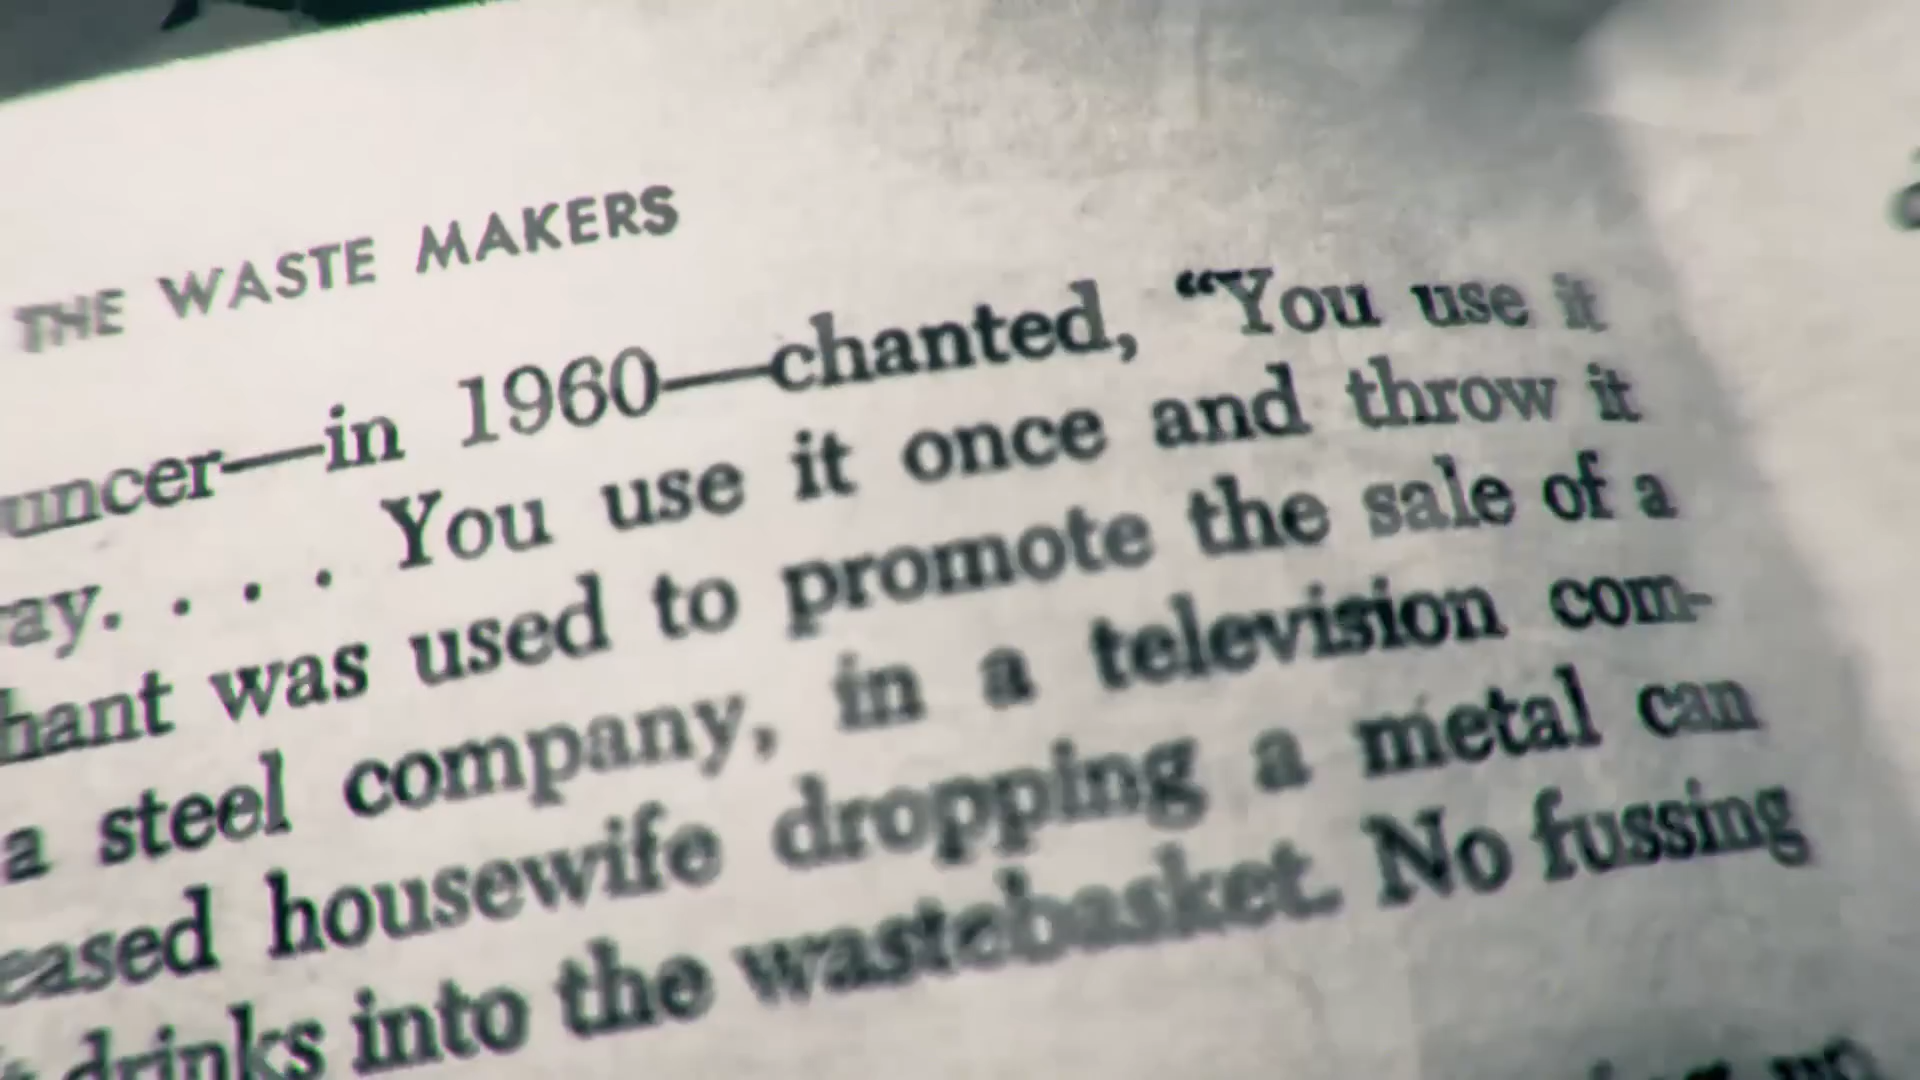 THE WASTE MAKERS
uncer—in 1960—chanted, “You use it
ay. . . . You use it once and throw it
hant was used to promote the sale of a
a steel company, in a television com-
eased housewife dropping a metal can
drinks into the wastebasket. No fussing